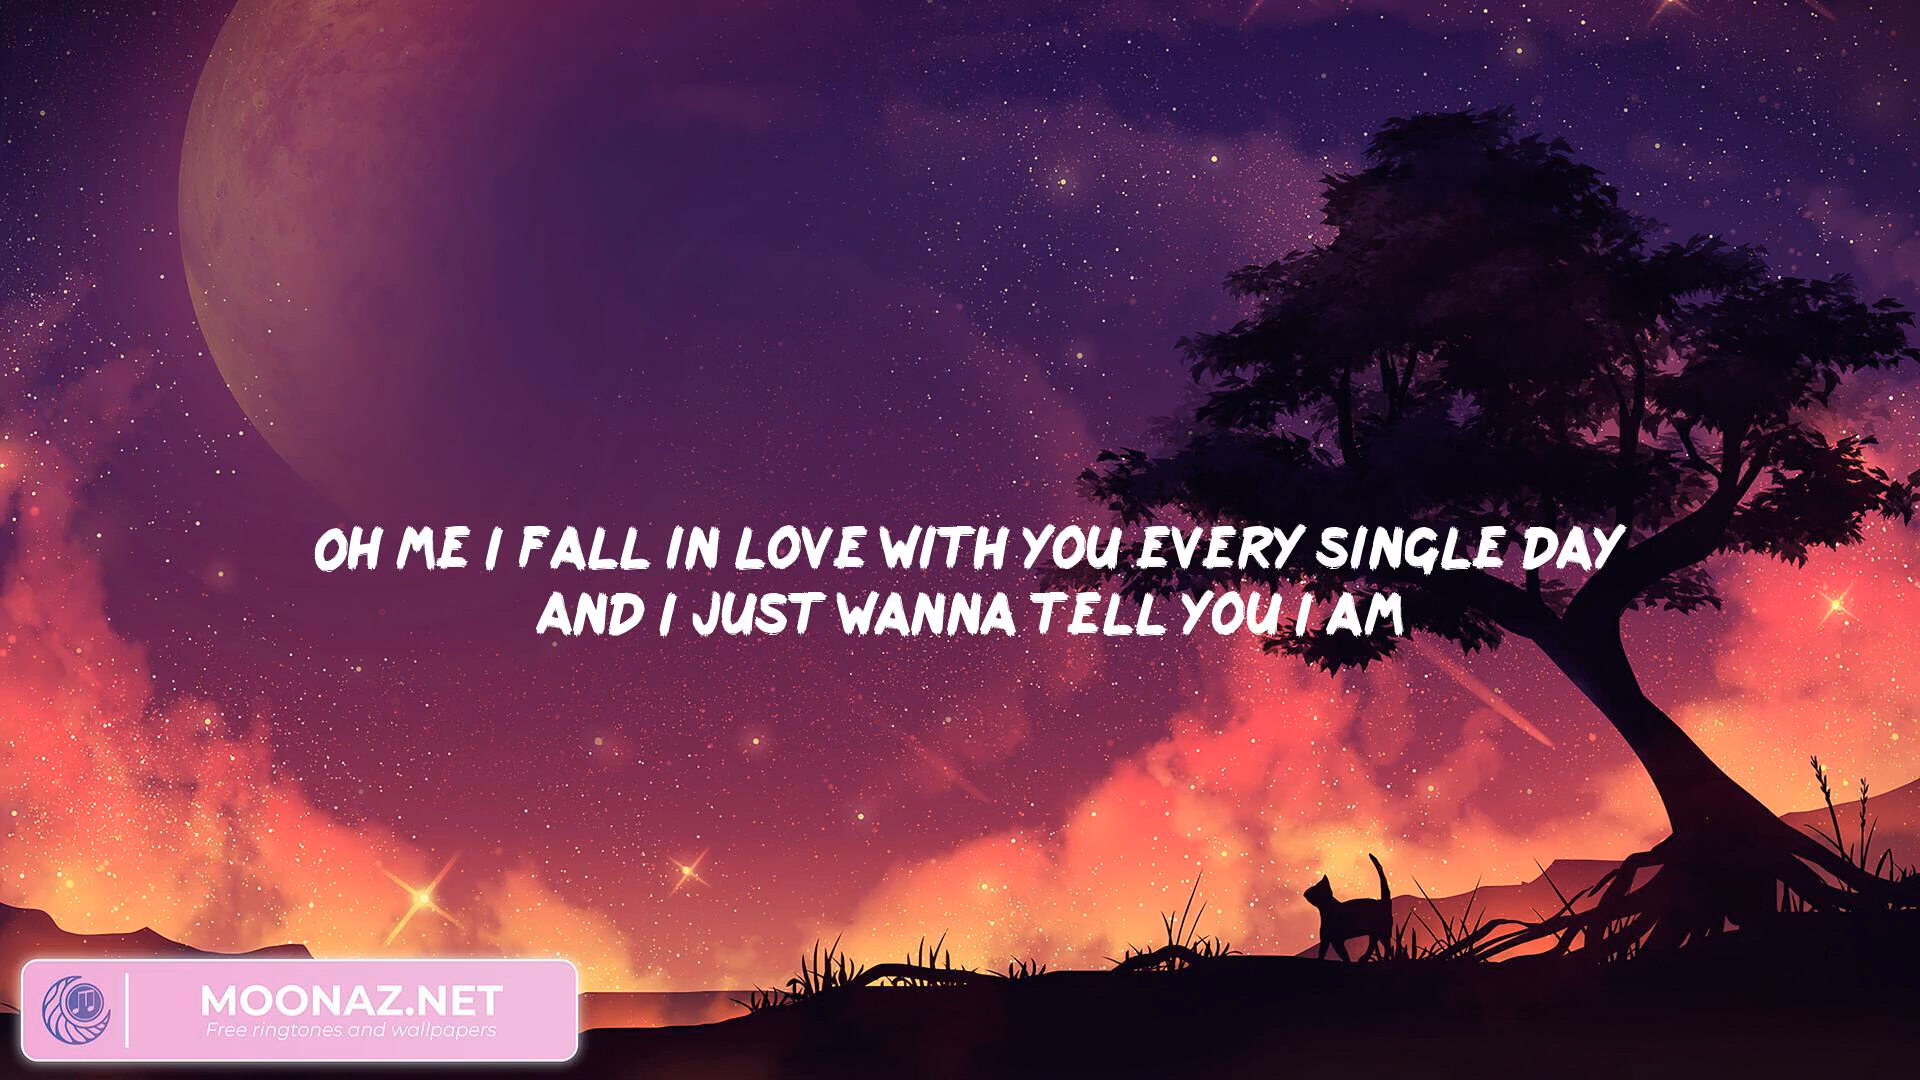 OH ME I FALL IN LOVE WITH YOU EVERY SINGLE DAY
AND I JUST WANNA TELL YOU I AM
MOONAZ.NET
Free ringtones and wallpapers